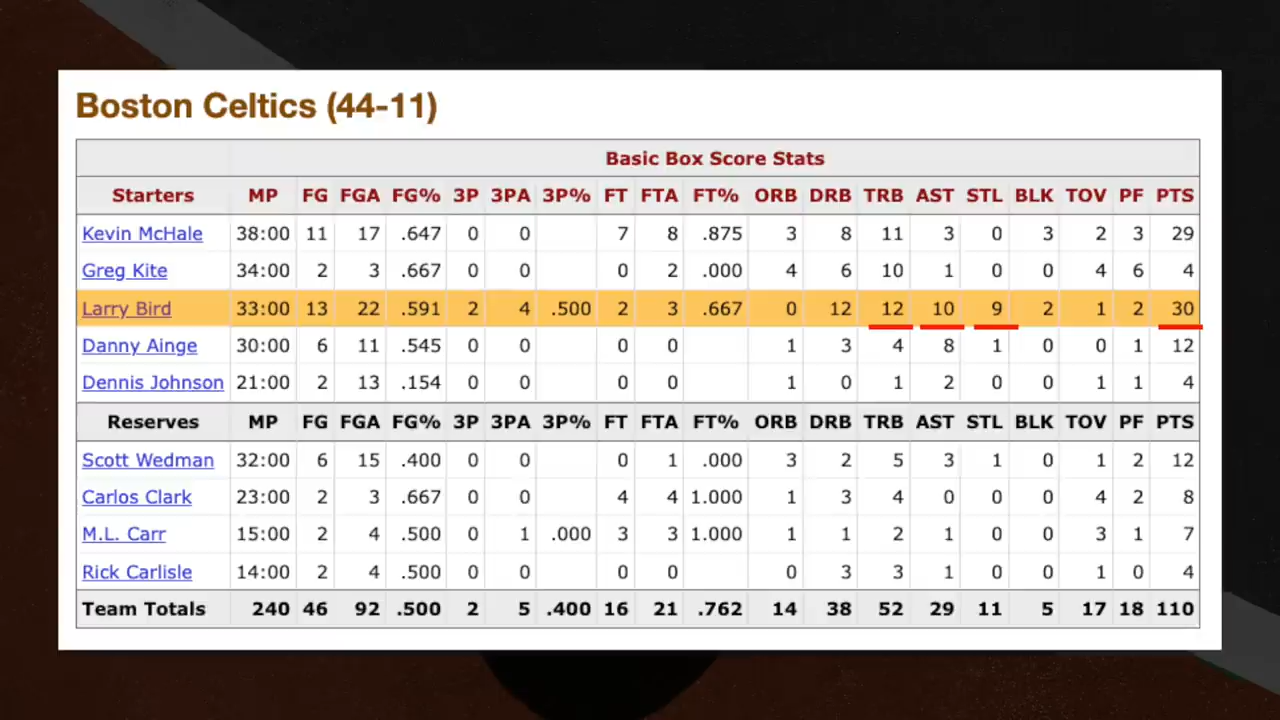 Boston Celtics (44-11)
Basic Box Score Stats
Starters MP FG FGA FG% 3P 3PA 3P% FT FTA FT% ORB DRB TRB AST STL BLK TOV PF PTS
Kevin McHale 38:00 11 17 .647 0 0 7 8 .875 3 8 11 3 0 3 2 3 29
Greg Kite 34:00 2 3 .667 0 0 0 2 .000 4 6 10 1 0 0 4 6 4
Larry Bird 33:00 13 22 .591 2 4 .500 2 3 .667 0 12 12 10 9 2 1 2 30
Danny Ainge 30:00 6 11 .545 0 0 0 0 1 3 4 8 1 0 0 1 12
Dennis Johnson 21:00 2 13 .154 0 0 0 0 1 0 1 2 0 0 1 1 4
Reserves MP FG FGA FG% 3P 3PA 3P% FT FTA FT% ORB DRB TRB AST STL BLK TOV PF PTS
Scott Wedman 32:00 6 15 .400 0 0 0 1 .000 3 2 5 3 1 0 1 2 12
Carlos Clark 23:00 2 3 .667 0 0 4 4 1.000 1 3 4 0 0 0 4 2 8
M.L. Carr 15:00 2 4 .500 0 1 .000 3 3 1.000 1 1 2 1 0 0 3 1 7
Rick Carlisle 14:00 2 4 .500 0 0 0 0 0 3 3 1 0 0 1 0 4
Team Totals 240 46 92 .500 2 5 .400 16 21 .762 14 38 52 29 11 5 17 18 110